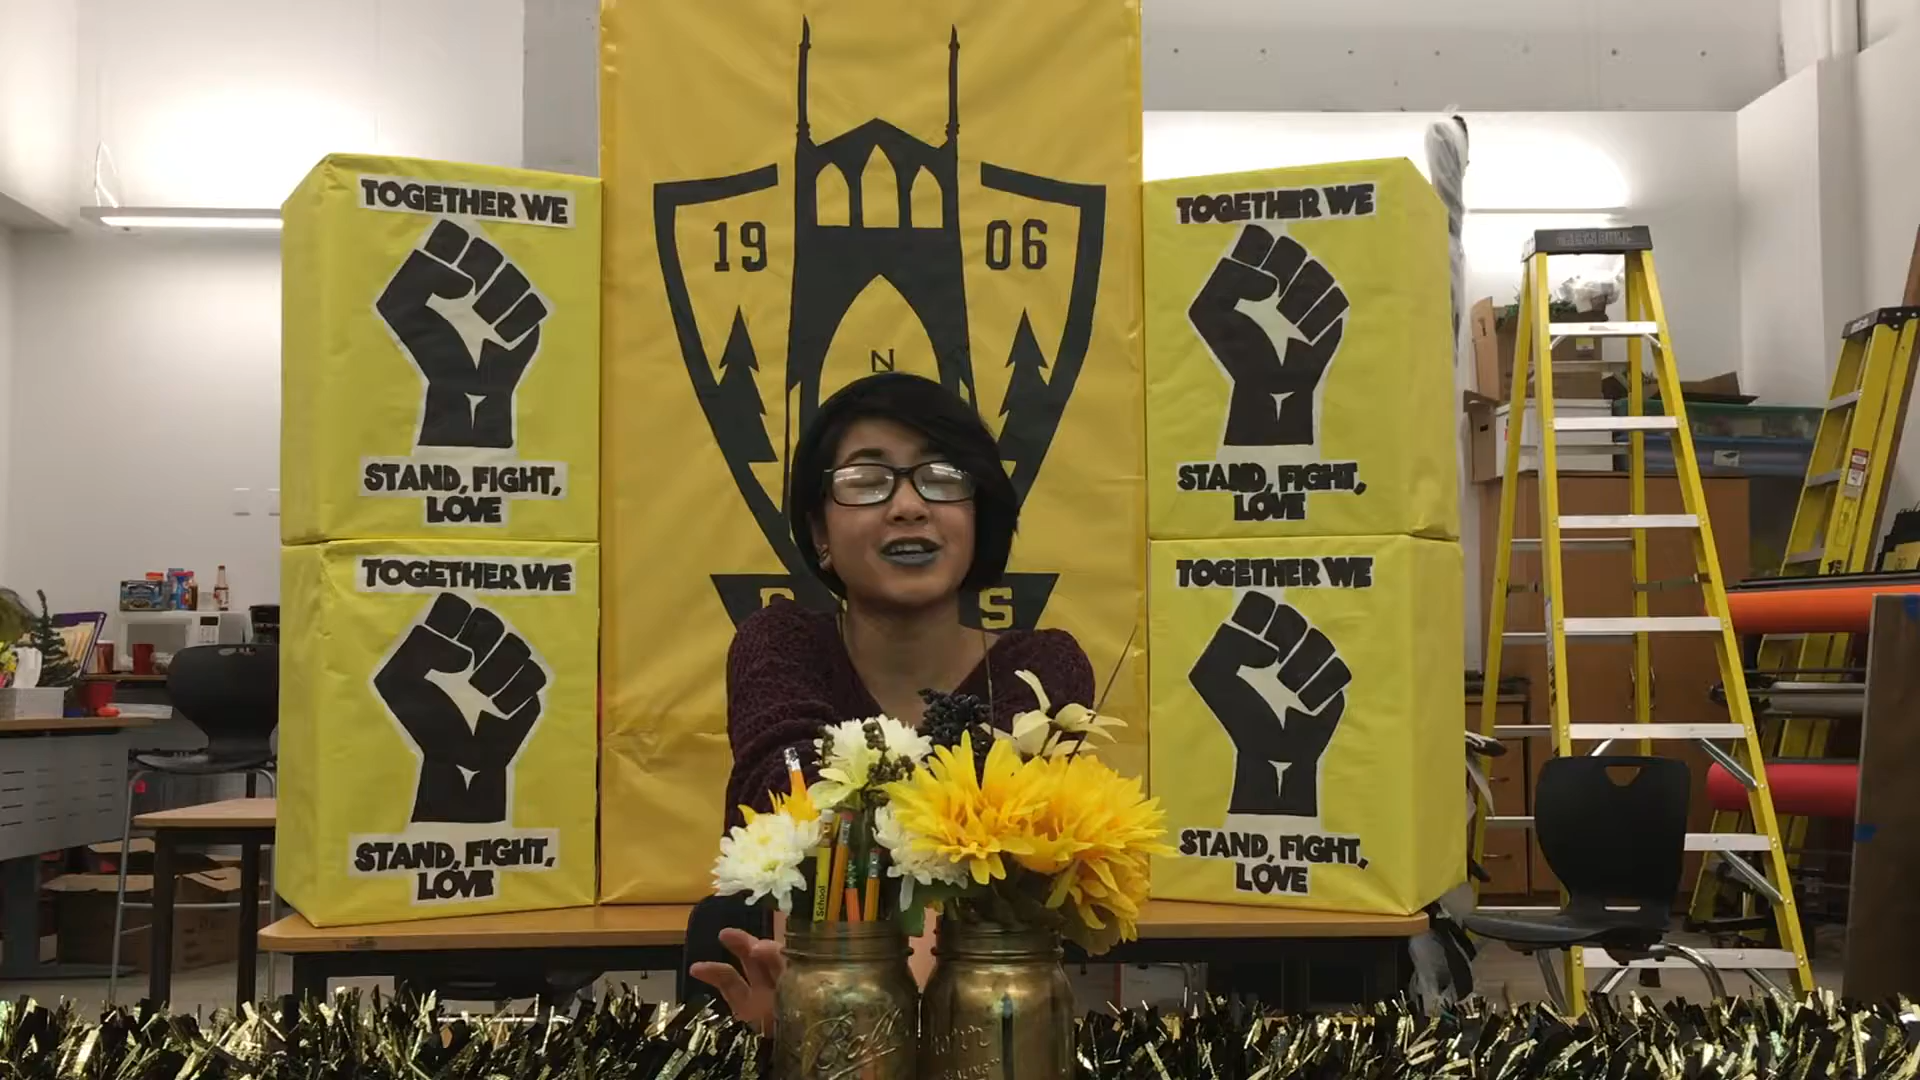 TOGETHER WE
STAND, FIGHT,
LOVE
TOGETHER WE
STAND, FIGHT,
LOVE
19
06
N
S
TOGETHER WE
STAND, FIGHT,
LOVE
TOGETHER WE
STAND, FIGHT,
LOVE
School
Ball